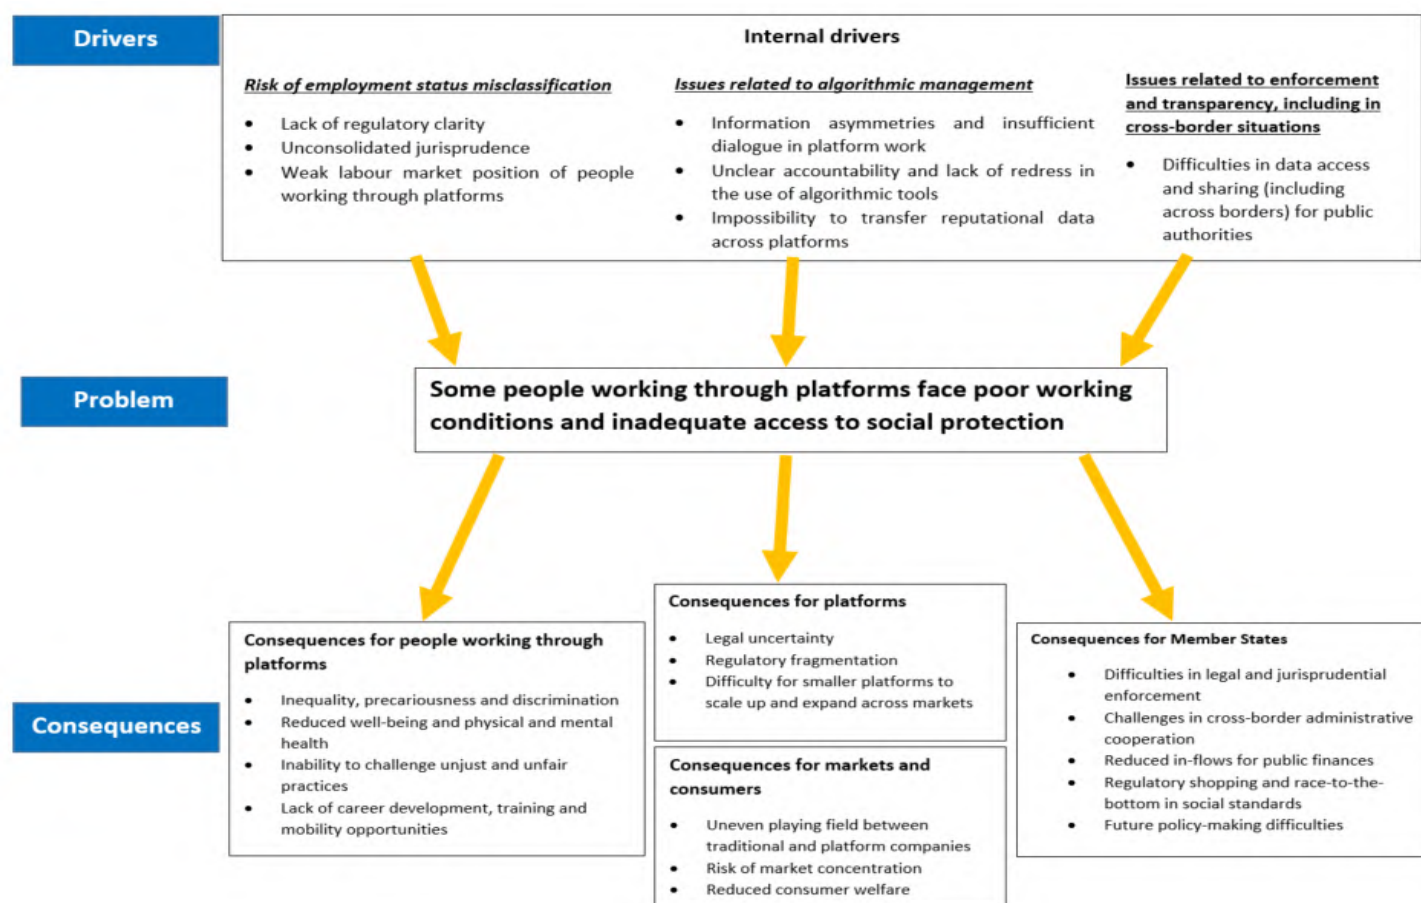 Drivers
Internal drivers
Risk of employment status misclassification
• Lack of regulatory clarity
• Unconsolidated jurisprudence
• Weak labour market position of people
working through platforms
Issues related to algorithmic management
• Information asymmetries and insufficient
dialogue in platform work
• Unclear accountability and lack of redress in
the use of algorithmic tools
• Impossibility to transfer reputational data
across platforms
Issues related to enforcement
and transparency, including in
cross-border situations
• Difficulties in data access
and sharing (including
across borders) for public
authorities
Problem
Some people working through platforms face poor working
conditions and inadequate access to social protection
Consequences
Consequences for people working through
platforms
• Inequality, precariousness and discrimination
• Reduced well-being and physical and mental
health
• Inability to challenge unjust and unfair
practices
• Lack of career development, training and
mobility opportunities
Consequences for platforms
• Legal uncertainty
• Regulatory fragmentation
• Difficulty for smaller platforms to
scale up and expand across markets
Consequences for markets and
consumers
• Uneven playing field between
traditional and platform companies
• Risk of market concentration
• Reduced consumer welfare
Consequences for Member States
• Difficulties in legal and jurisprudential
enforcement
• Challenges in cross-border administrative
cooperation
• Reduced in-flows for public finances
• Regulatory shopping and race-to-the-
bottom in social standards
• Future policy-making difficulties